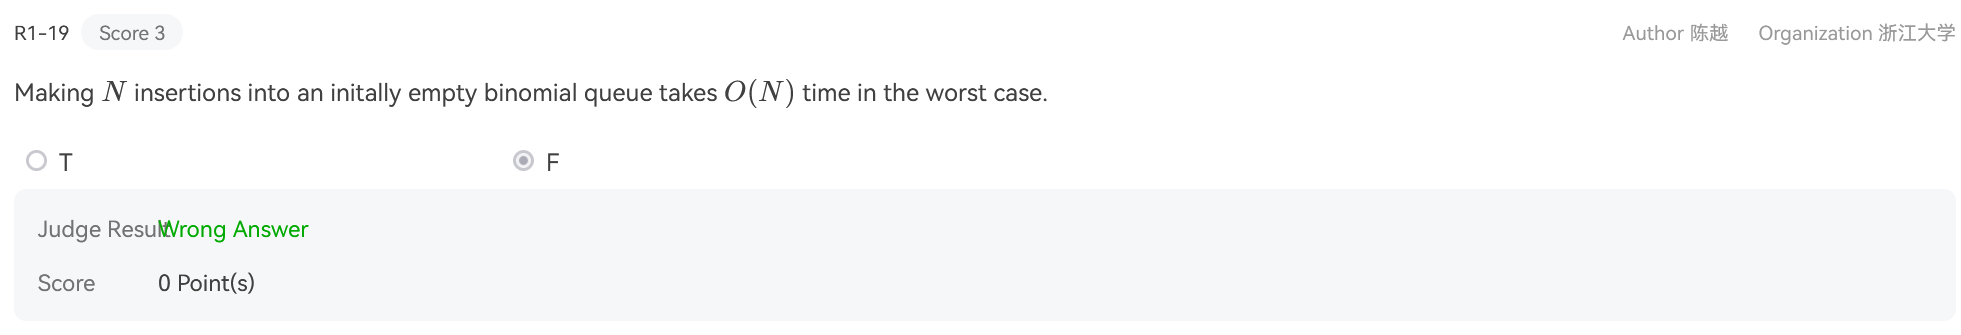 R1-19 Score 3 Author 陈越 Organization 浙江大学
Making N insertions into an initally empty binomial queue takes O(N) time in the worst case.
T F
Judge Result Wrong Answer
Score 0 Point(s)